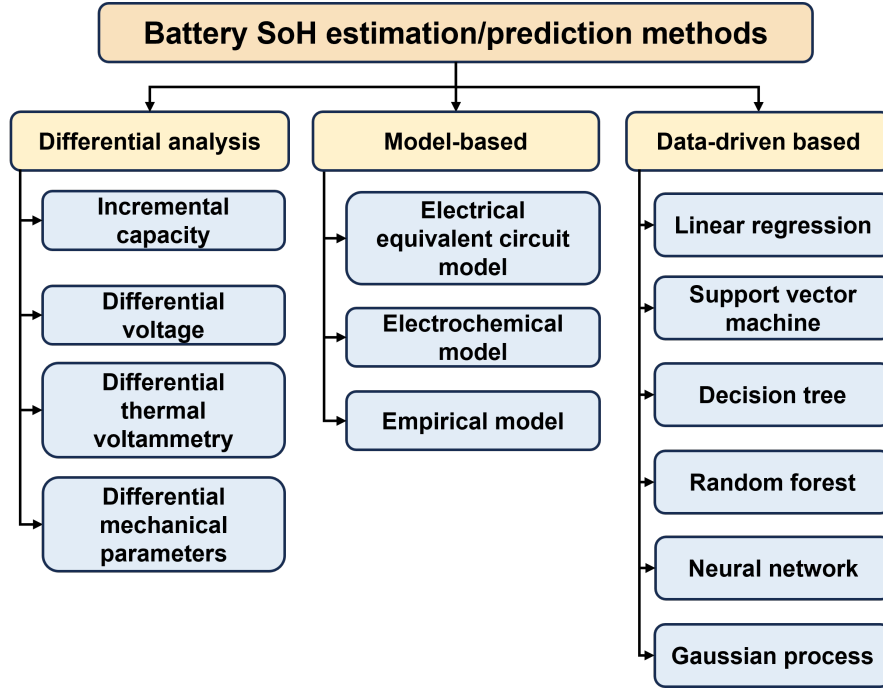 Battery SoH estimation/prediction methods
Differential analysis
Incremental
capacity
Differential
voltage
Differential
thermal
voltammetry
Differential
mechanical
parameters
Model-based
Electrical
equivalent circuit
model
Electrochemical
model
Empirical model
Data-driven based
Linear regression
Support vector
machine
Decision tree
Random forest
Neural network
Gaussian process